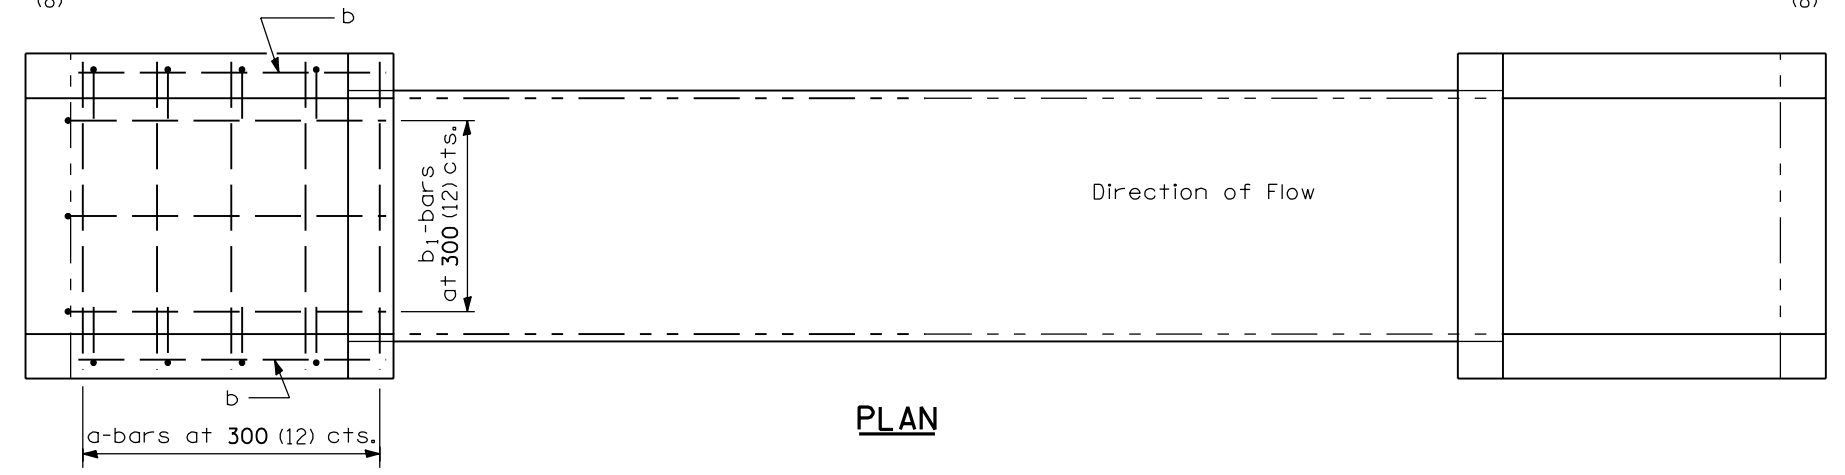 b
b1-bars
at 300 (12) cts.
Direction of Flow
b
a-bars at 300 (12) cts.
PLAN